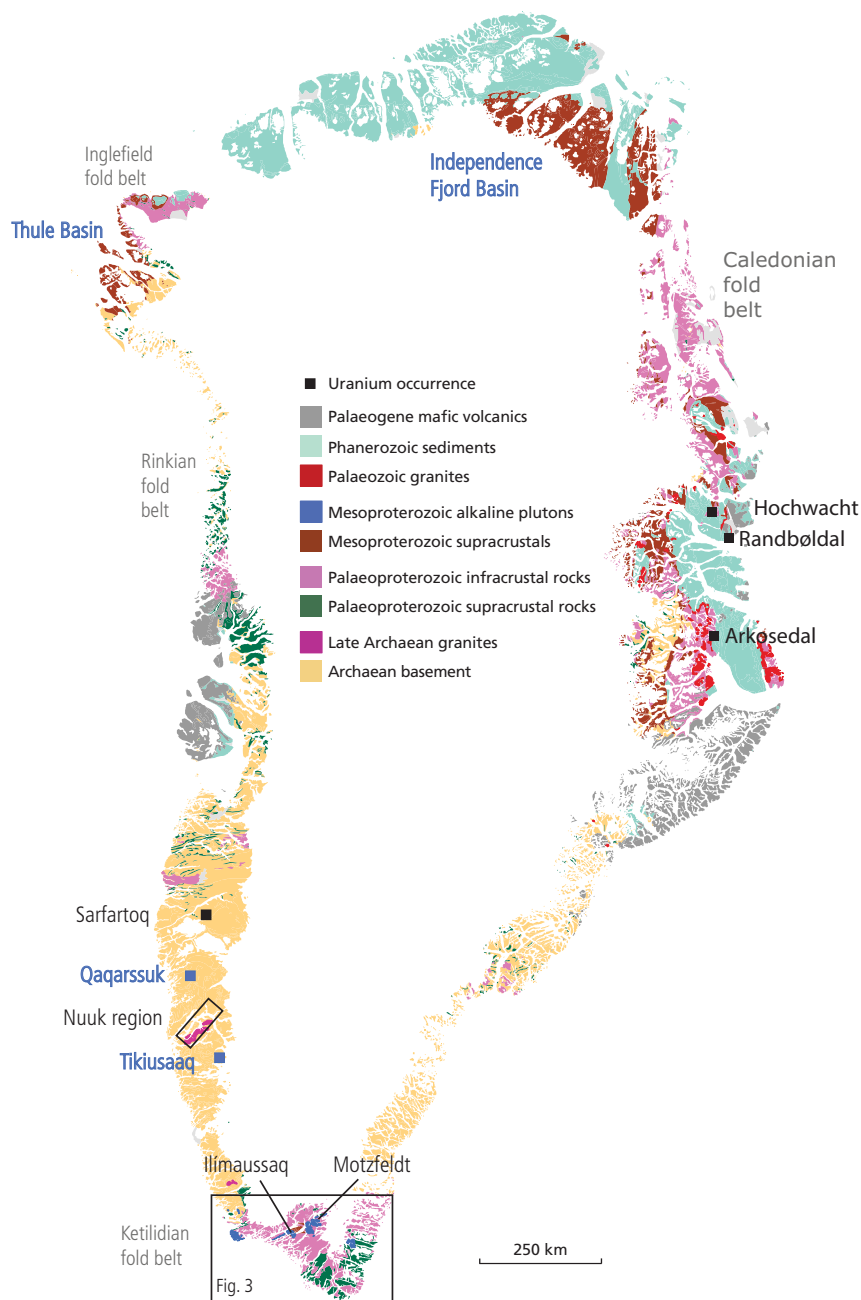 Inglefield
fold belt
Thule Basin
Independence
Fjord Basin
Caledonian
fold
belt
Uranium occurrence
Palaeogene mafic volcanics
Phanerozoic sediments
Palaeozoic granites
Mesoproterozoic alkaline plutons
Mesoproterozoic supracrustals
Palaeoproterozoic infracrustal rocks
Palaeoproterozoic supracrustal rocks
Late Archaean granites
Archaean basement
Rinkian
fold
belt
Hochwacht
Randbøldal
Arkosedal
Sarfartoq
Qaqarssuk
Nuuk region
Tikiusaaq
Ilímaussaq
Motzfeldt
Ketilidian
fold belt
Fig. 3
250 km